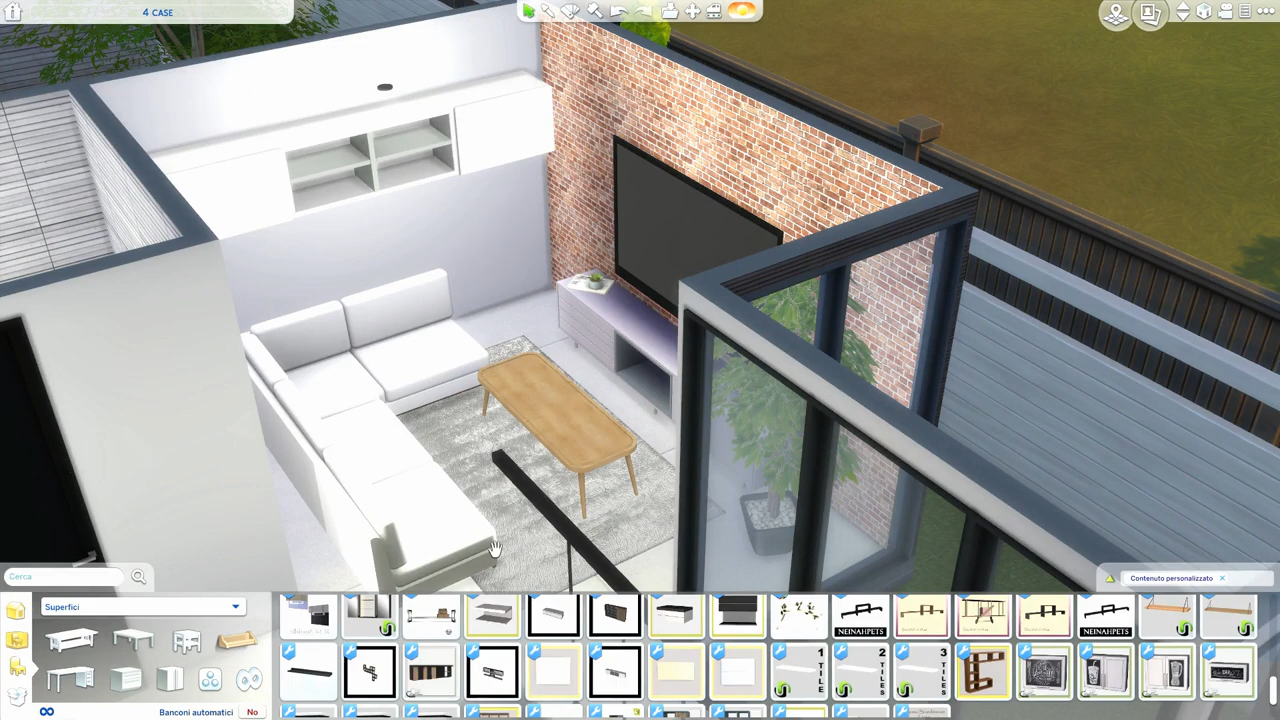 4 CASE
Cerca
Contenuto personalizzato
Superfici
NEINAHPETS
NEINAHPETS
1 TILE
2 TILES
3 TILES
Banconi automatici No